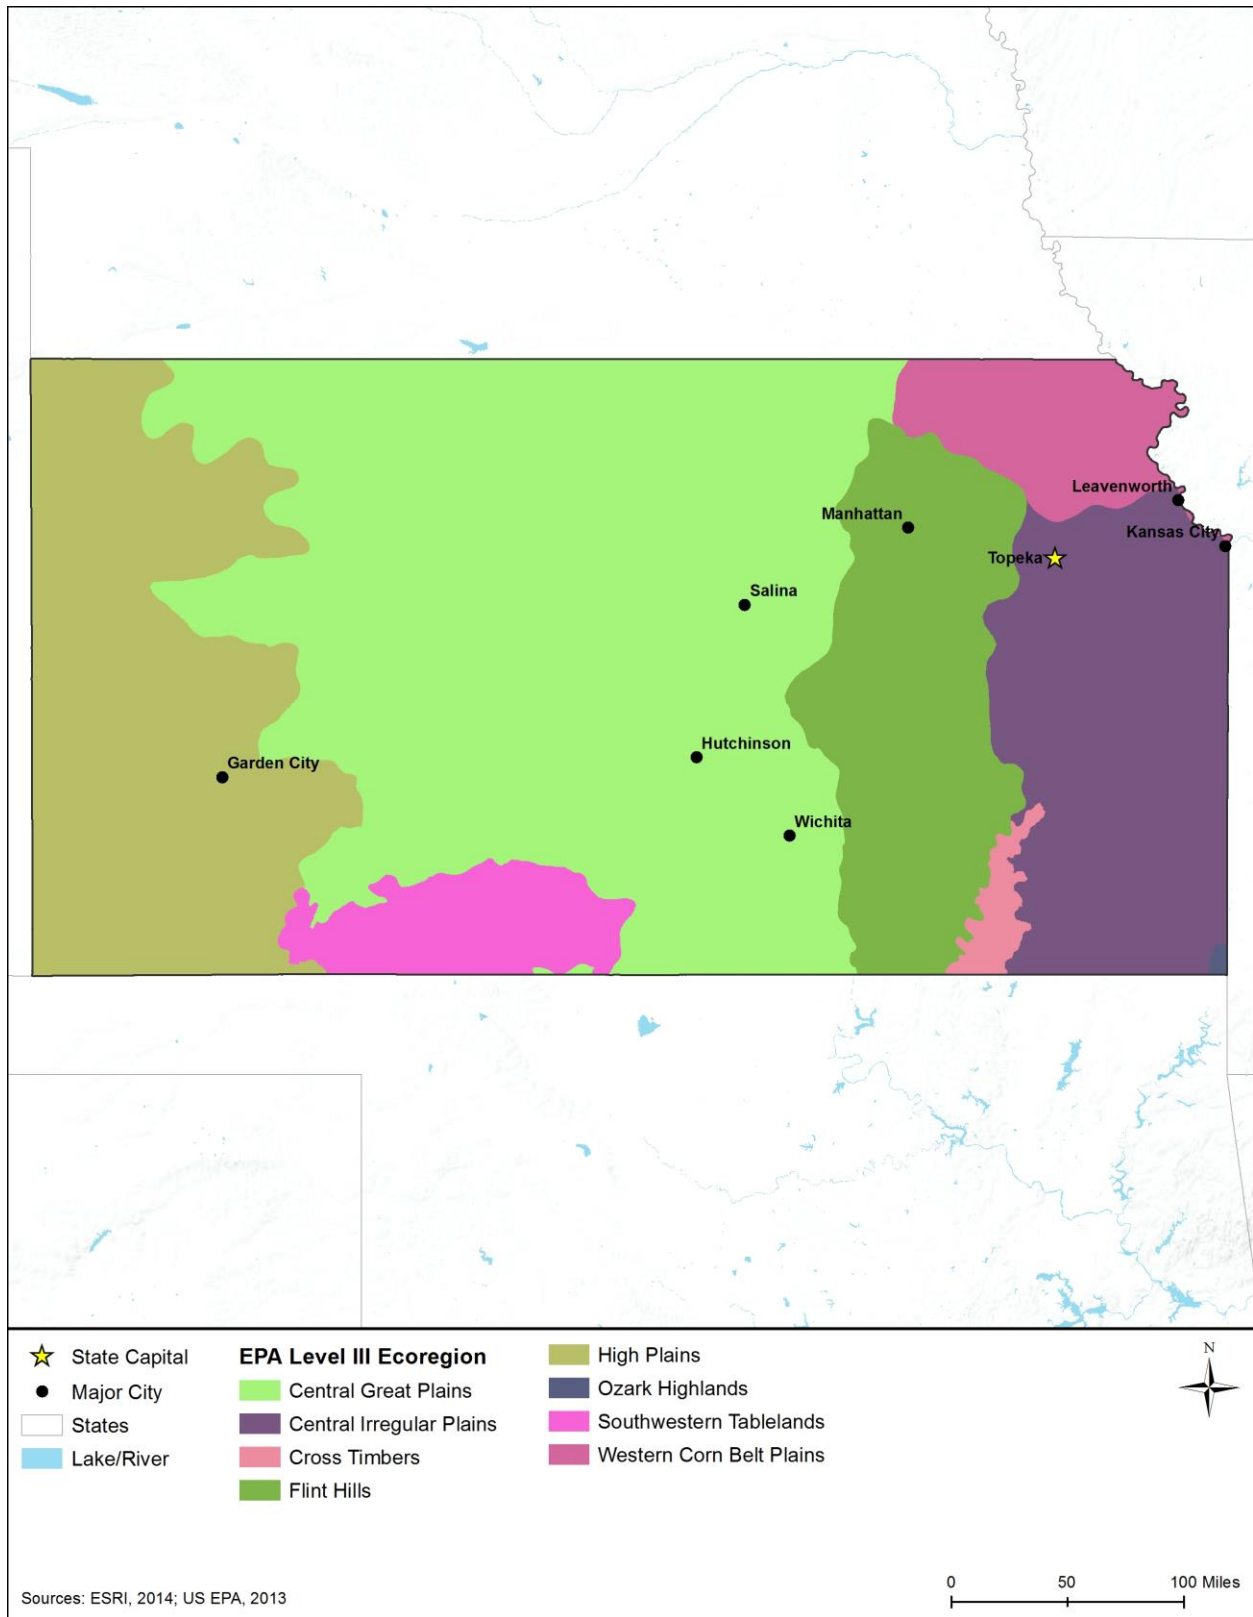 Leavenworth
Manhattan
Kansas City
Topeka
Salina
Hutchinson
Garden City
Wichita
State Capital
Major City
States
Lake/River
EPA Level III Ecoregion
Central Great Plains
Central Irregular Plains
Cross Timbers
Flint Hills
High Plains
Ozark Highlands
Southwestern Tablelands
Western Corn Belt Plains
N
0 50 100 Miles
Sources: ESRI, 2014; US EPA, 2013